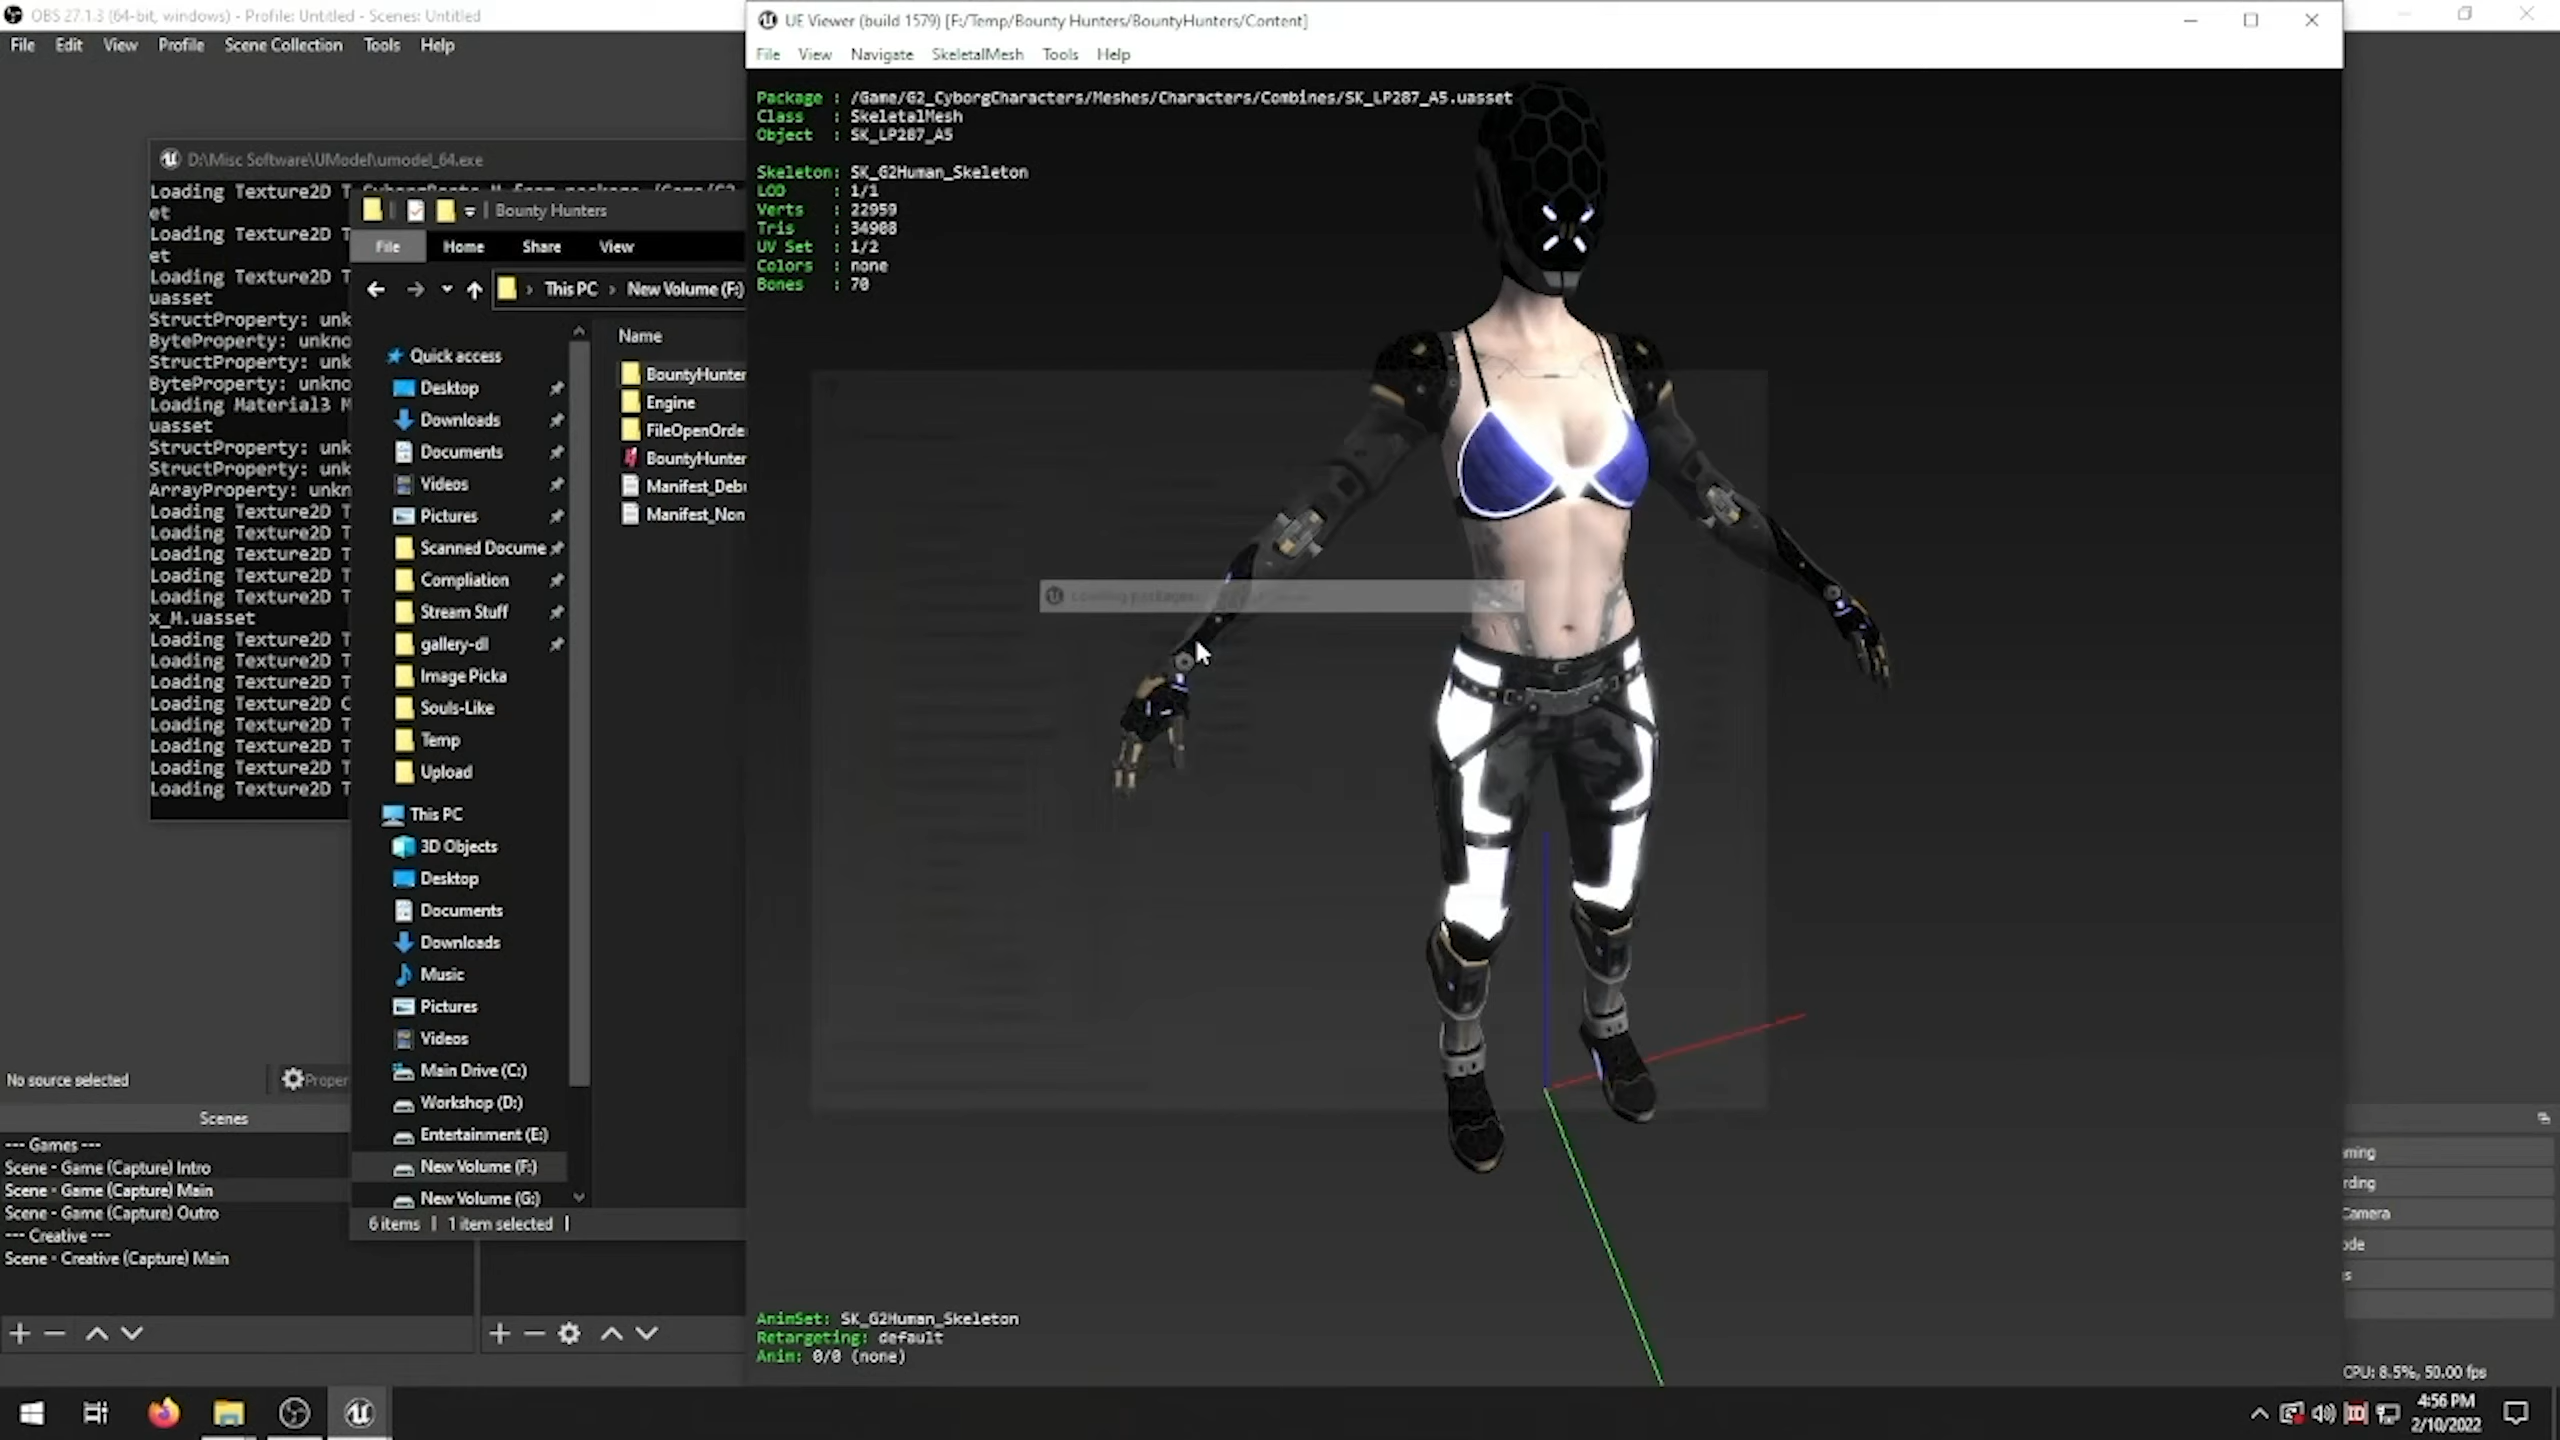 OBS 27.1.3 (64-bit, windows) - Profile: Untitled - Scenes: Untitled
File Edit View Profile Scene Collection Tools Help
UE Viewer (build 1579) [F:/Temp/Bounty Hunters/BountyHunters/Content]
File View Navigate SkeletalMesh Tools Help
Package : /Game/G2_CyborgCharacters/Meshes/Characters/Combines/SK_LP287_A5.uasset
Class : SkeletalMesh
Object : SK_LP287_A5
Skeleton: SK_G2Human_Skeleton
LOD : 1/1
Verts : 22959
Tris : 34908
UV Set : 1/2
Colors : none
Bones : 70
Loading packages
AnimSet: SK_G2Human_Skeleton
Retargeting: default
Anim: 0/0 (none)
D:\Misc Software\UModel\umodel_64.exe
Loading Texture2D T
et
Loading Texture2D T
et
Loading Texture2D T
uasset
StructProperty: unk
ByteProperty: unkno
StructProperty: unk
ByteProperty: unkno
Loading Material3 M
uasset
StructProperty: unk
StructProperty: unk
ArrayProperty: unkn
Loading Texture2D T
Loading Texture2D T
Loading Texture2D T
Loading Texture2D T
Loading Texture2D T
x_M.uasset
Loading Texture2D T
Loading Texture2D T
Loading Texture2D T
Loading Texture2D C
Loading Texture2D T
Loading Texture2D T
Loading Texture2D T
Loading Texture2D T
Bounty Hunters
File Home Share View
This PC New Volume (F:)
Name
Quick access
Desktop
Downloads
Documents
Videos
Pictures
Scanned Docume
Compliation
Stream Stuff
gallery-dl
Image Picka
Souls-Like
Temp
Upload
This PC
3D Objects
Desktop
Documents
Downloads
Music
Pictures
Videos
Main Drive (C:)
Workshop (D:)
Entertainment (E:)
New Volume (F:)
New Volume (G:)
BountyHunter
Engine
FileOpenOrde
BountyHunter
Manifest_Deb
Manifest_Non
6 items 1 item selected
No source selected
Proper
Scenes
--- Games ---
Scene - Game (Capture) Intro
Scene - Game (Capture) Main
Scene - Game (Capture) Outro
--- Creative ---
Scene - Creative (Capture) Main
aming
rding
Camera
ode
s
CPU: 8.5%, 50.00 fps
4:56 PM
2/10/2022